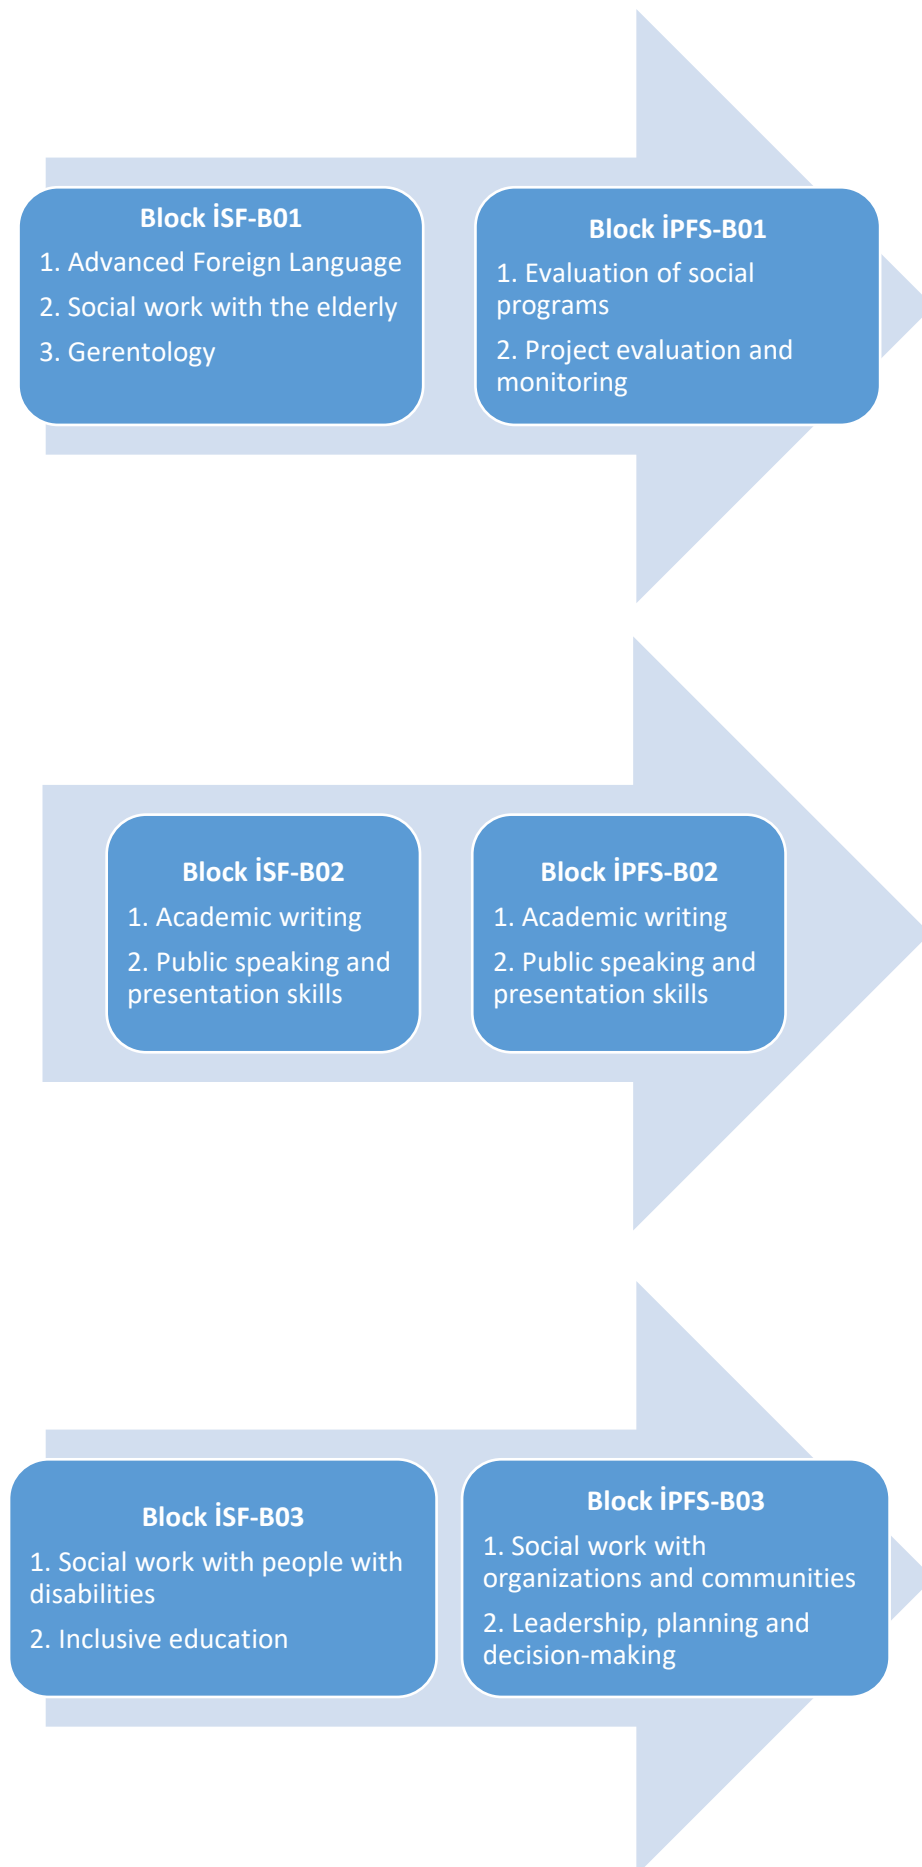 Block İSF-B01
1. Advanced Foreign Language
2. Social work with the elderly
3. Gerentology
Block İPFS-B01
1. Evaluation of social
programs
2. Project evaluation and
monitoring
Block İSF-B02
1. Academic writing
2. Public speaking and
presentation skills
Block İPFS-B02
1. Academic writing
2. Public speaking and
presentation skills
Block İSF-B03
1. Social work with people with
disabilities
2. Inclusive education
Block İPFS-B03
1. Social work with
organizations and communities
2. Leadership, planning and
decision-making